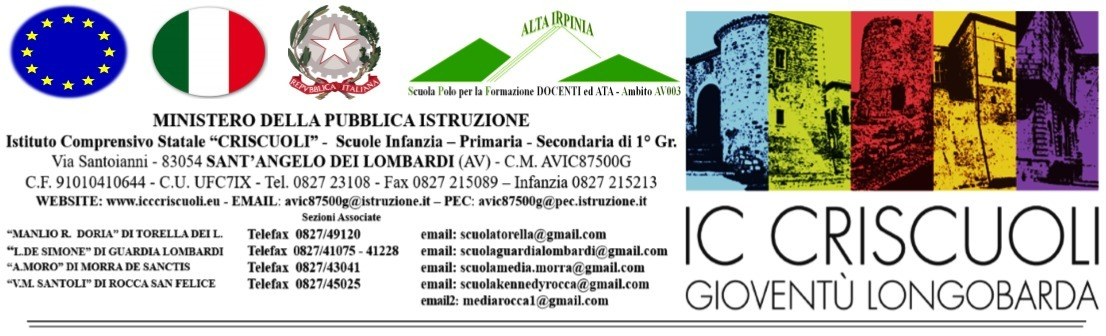 ALTA IRPINIA
REPVBBLICA ITALIANA
Scuola Polo per la Formazione DOCENTI ed ATA - Ambito AV003
MINISTERO DELLA PUBBLICA ISTRUZIONE
Istituto Comprensivo Statale “CRISCUOLI” - Scuole Infanzia – Primaria - Secondaria di 1° Gr.
Via Santoianni - 83054 SANT’ANGELO DEI LOMBARDI (AV) - C.M. AVIC87500G
C.F. 91010410644 - C.U. UFC7IX - Tel. 0827 23108 - Fax 0827 215089 – Infanzia 0827 215213
WEBSITE: www.icccriscuoli.eu - EMAIL: avic87500g@istruzione.it – PEC: avic87500g@pec.istruzione.it
Sezioni Associate
“MANLIO R. DORIA” DI TORELLA DEI L. Telefax 0827/49120 email: scuolatorella@gmail.com
“L.DE SIMONE” DI GUARDIA LOMBARDI Telefax 0827/41075 - 41228 email: scuolaguardialombardi@gmail.com
“A.MORO” DI MORRA DE SANCTIS Telefax 0827/43041 email: scuolamedia.morra@gmail.com
“V.M. SANTOLI” DI ROCCA SAN FELICE Telefax 0827/45025 email: scuolakennedyrocca@gmail.com
email2: mediarocca1@gmail.com
IC CRISCUOLI
GIOVENTÙ LONGOBARDA